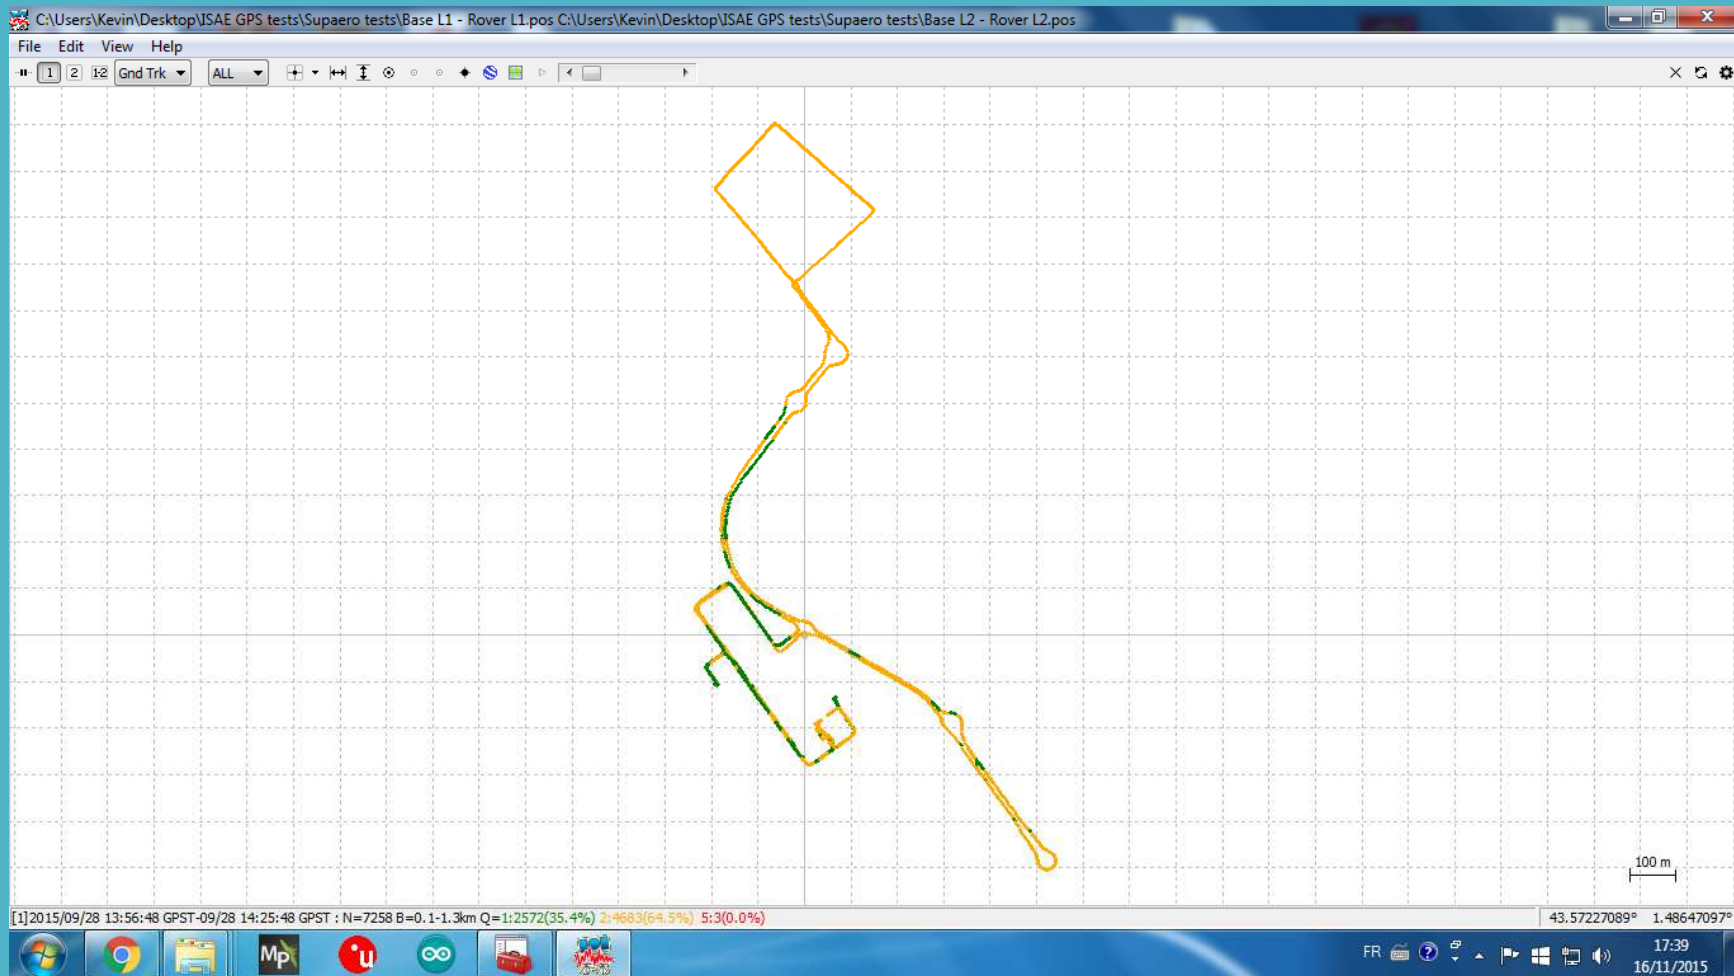 C:\Users\Kevin\Desktop\ISAE GPS tests\Supaero tests\Base L1 - Rover L1.pos C:\Users\Kevin\Desktop\ISAE GPS tests\Supaero tests\Base L2 - Rover L2.pos
File Edit View Help
1 2 1-2 Gnd Trk ALL
100 m
[1]2015/09/28 13:56:48 GPST-09/28 14:25:48 GPST : N=7258 B=0.1-1.3km Q=1:2572(35.4%) 2:4683(64.5%) 5:3(0.0%) 43.57227089° 1.48647097°
Mp u FR ? 17:39
16/11/2015